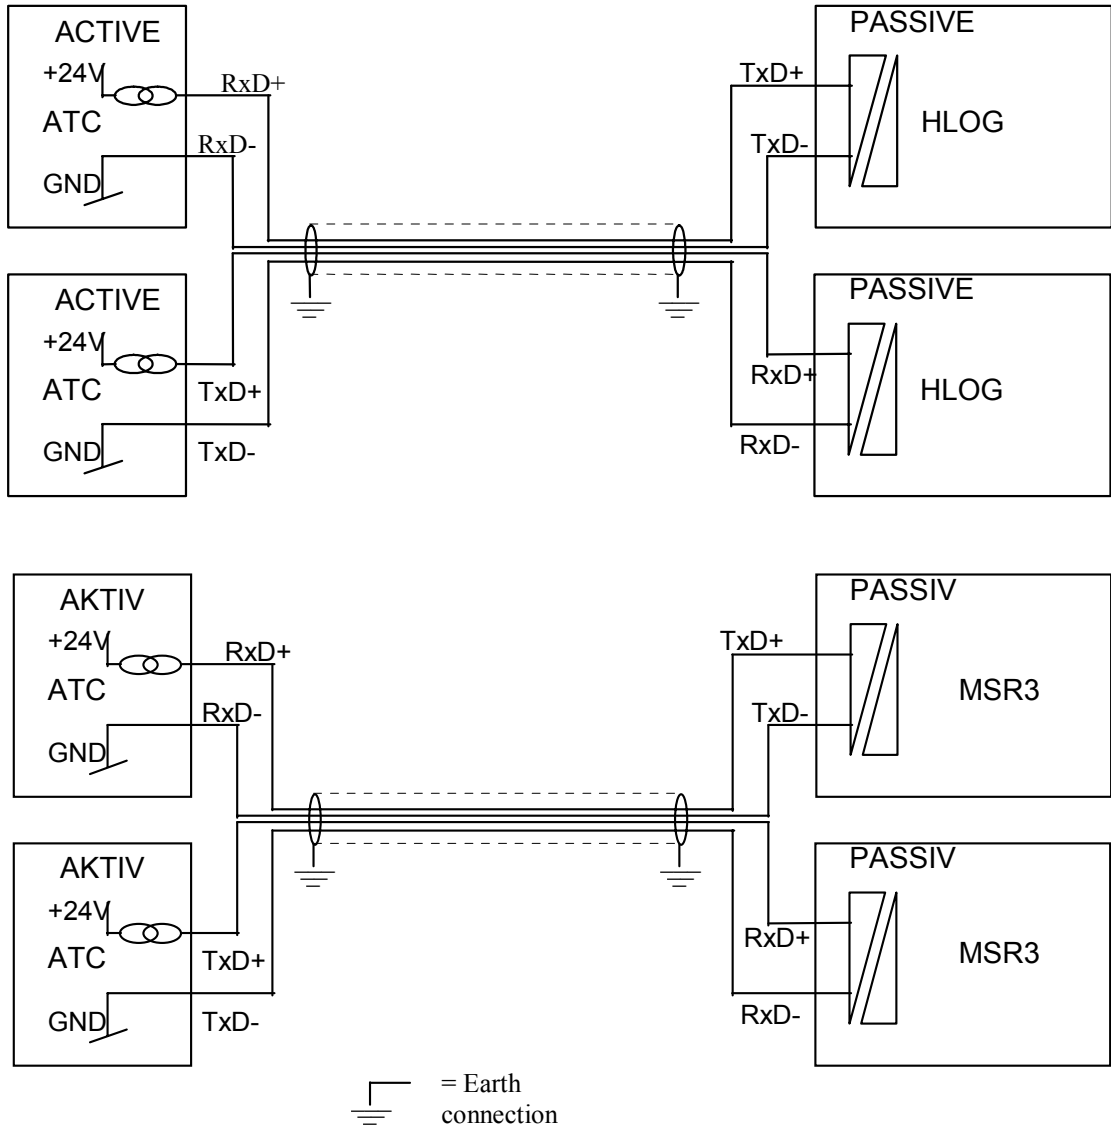 ACTIVE
+24V
RxD+
ATC
RxD-
GND
PASSIVE
TxD+
HLOG
TxD-
ACTIVE
+24V
ATC
TxD+
GND
TxD-
PASSIVE
RxD+
HLOG
RxD-
AKTIV
+24V
RxD+
ATC
RxD-
GND
PASSIV
TxD+
MSR3
TxD-
AKTIV
+24V
ATC
TxD+
GND
TxD-
PASSIV
RxD+
MSR3
RxD-
= Earth
connection